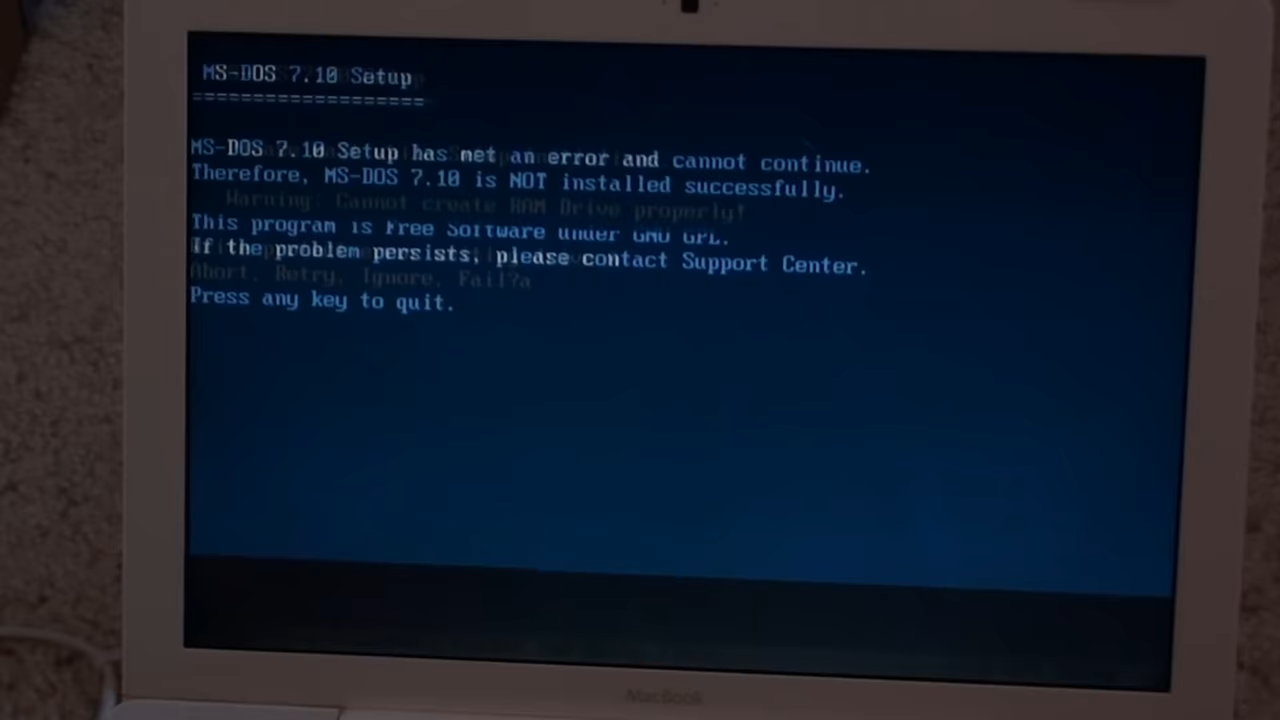 MS-DOS 7.10 Setup
===================
MS-DOS 7.10 Setup has met an error and cannot continue.
Therefore, MS-DOS 7.10 is NOT installed successfully.
Warning: Cannot create RAM Drive properly!
This program is Free Software under GNU GPL.
If the problem persists, please contact Support Center.
Abort, Retry, Ignore, Fail?a
Press any key to quit.
MacBook